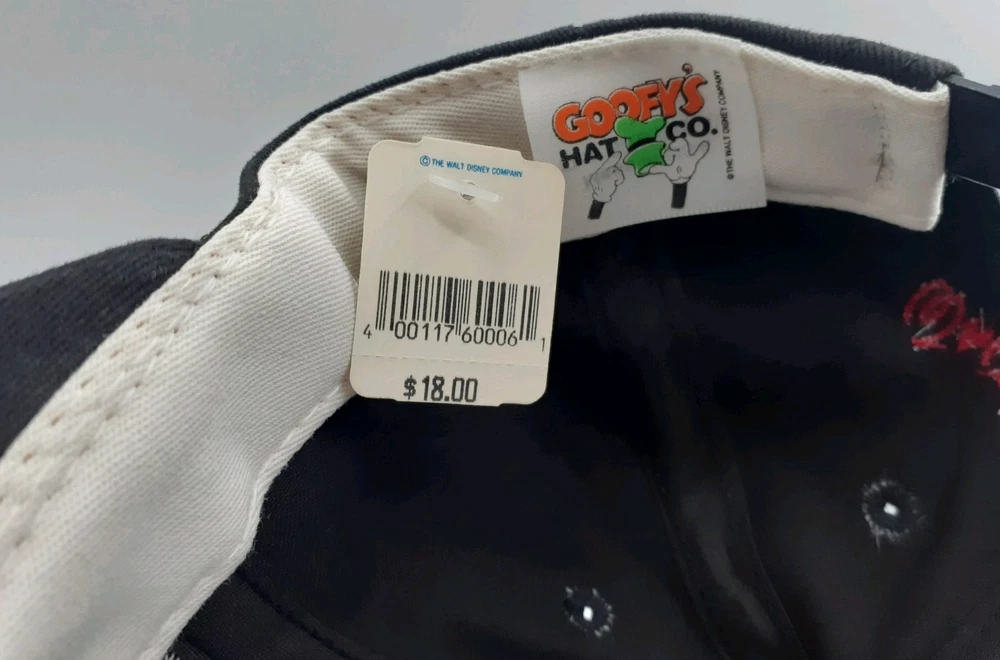 GOOFY'S
HAT CO.
©THE WALT DISNEY COMPANY
© THE WALT DISNEY COMPANY
4 00117 60006 1
$18.00